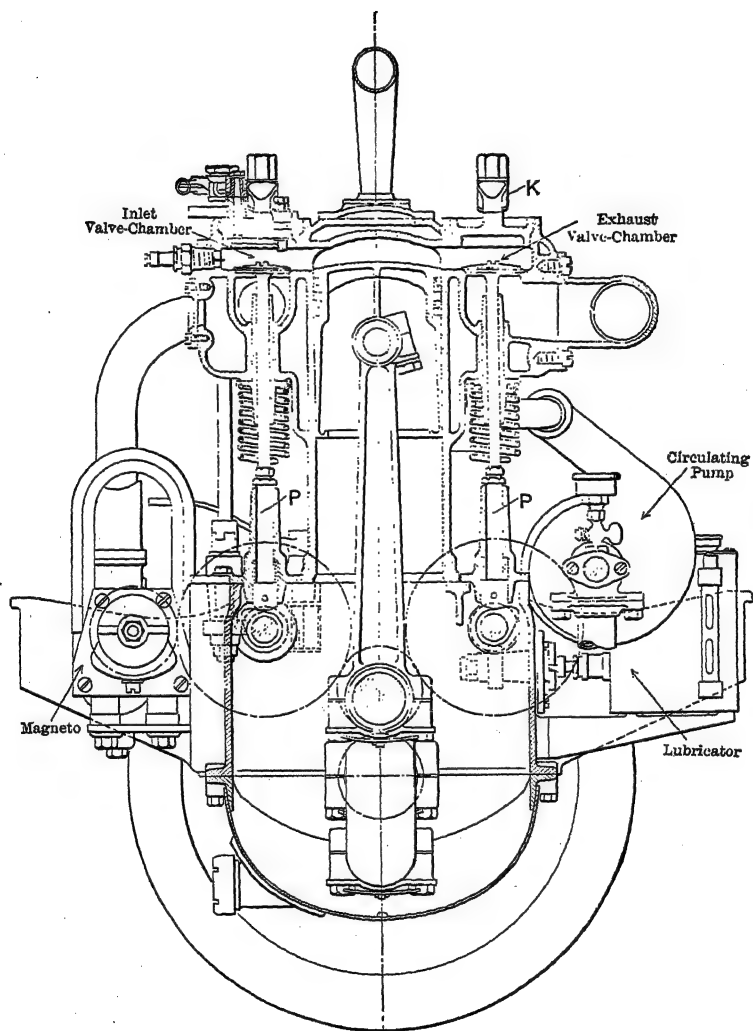 K
Inlet
Valve-Chamber
Exhaust
Valve-Chamber
Circulating
Pump
P
P
Magneto
Lubricator